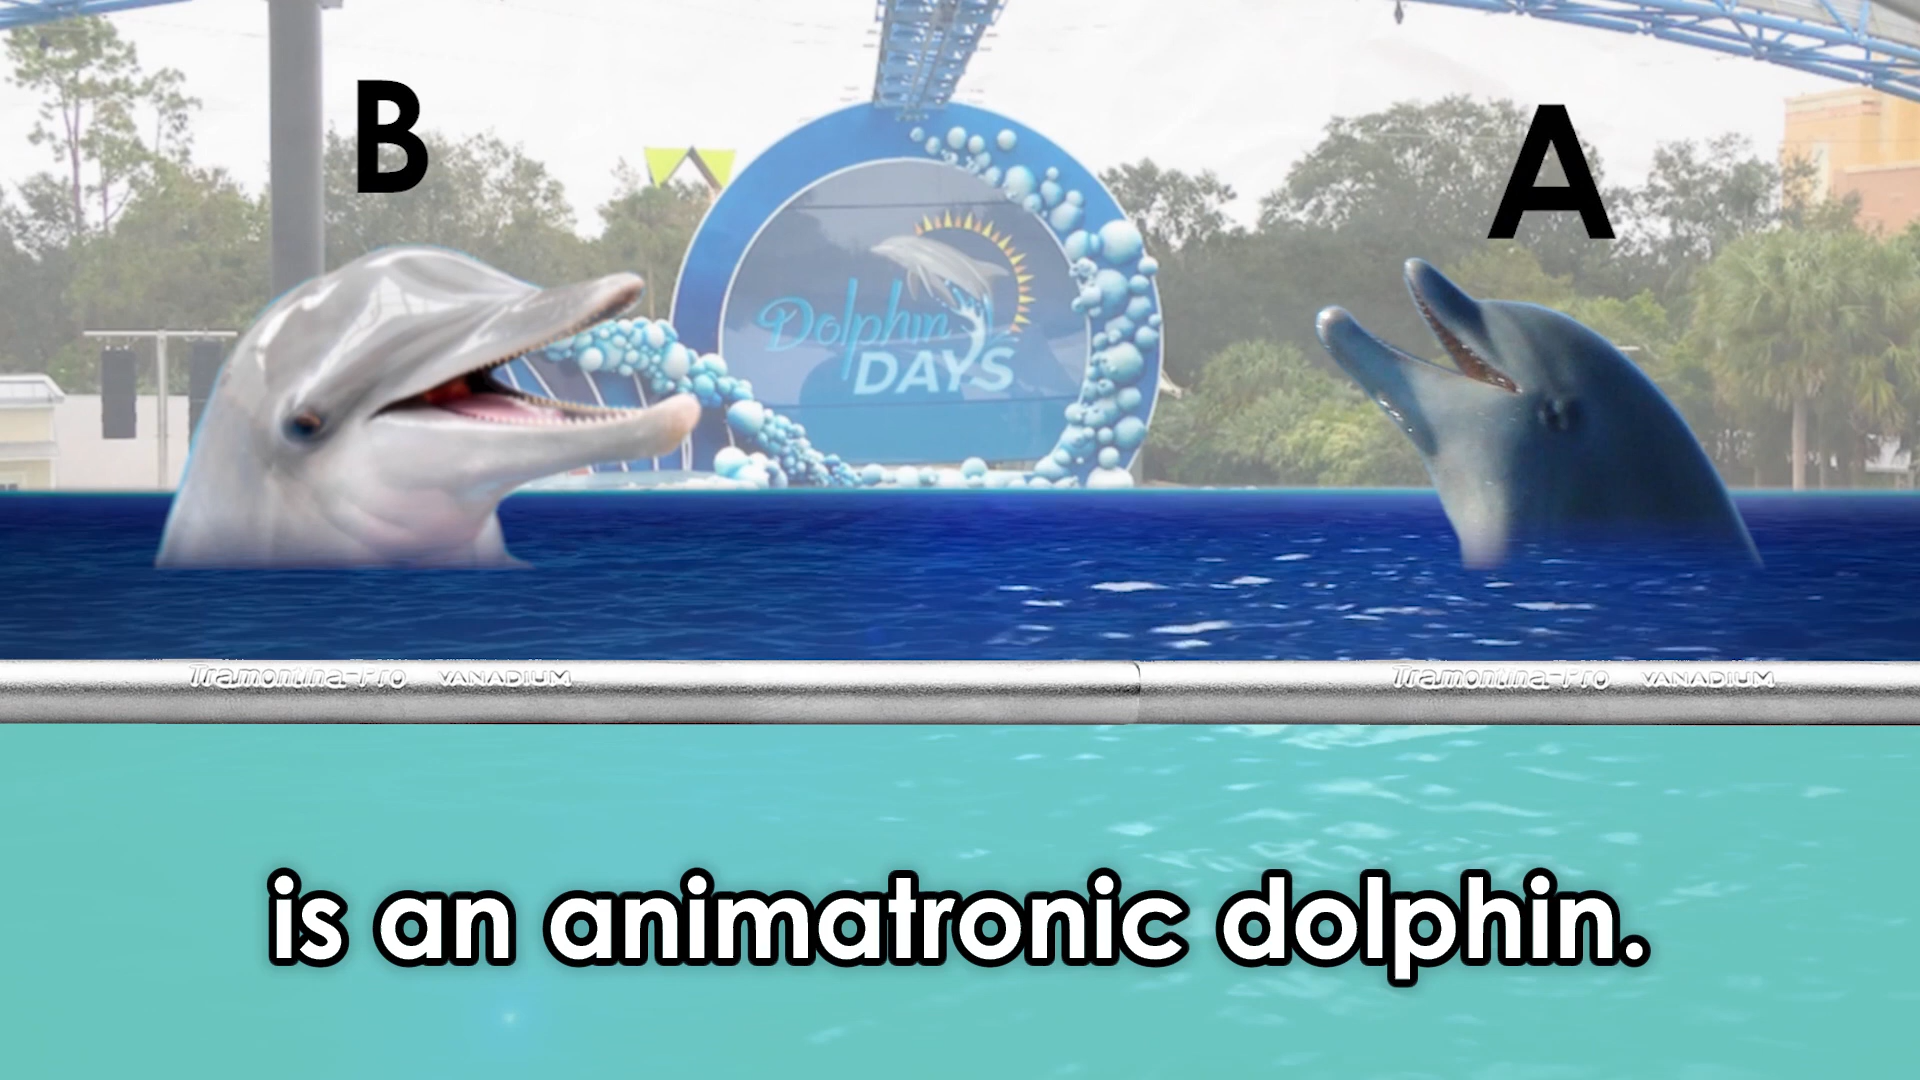 B
A
Dolphin
DAYS
Tramontina-Pro VANADIUM
Tramontina-Pro VANADIUM
is an animatronic dolphin.